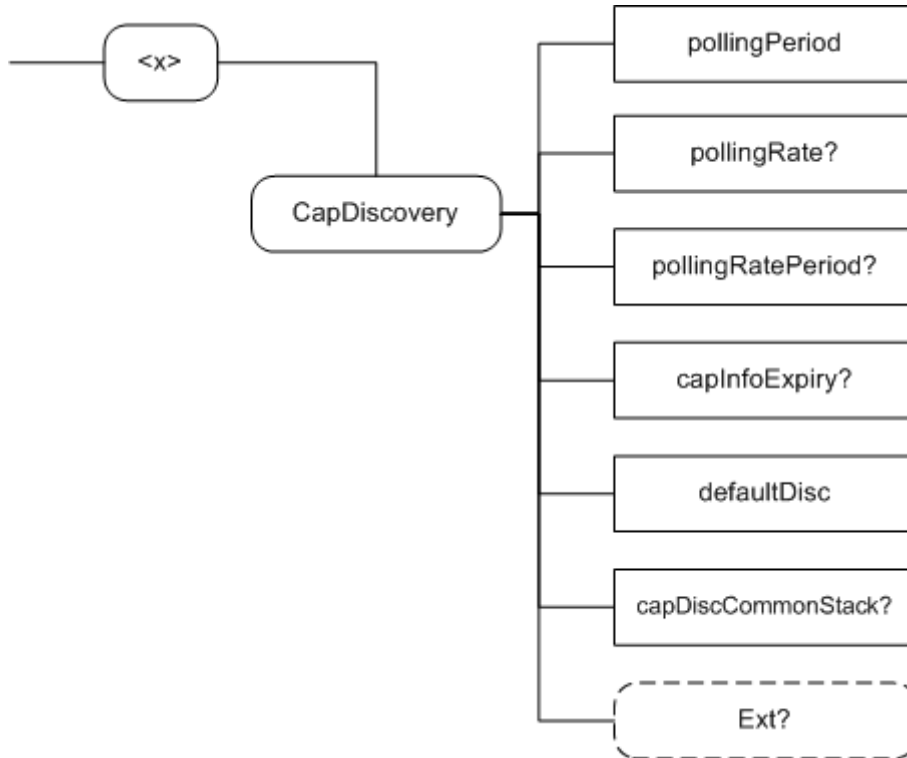 <x>
CapDiscovery
pollingPeriod
pollingRate?
pollingRatePeriod?
capInfoExpiry?
defaultDisc
capDiscCommonStack?
Ext?